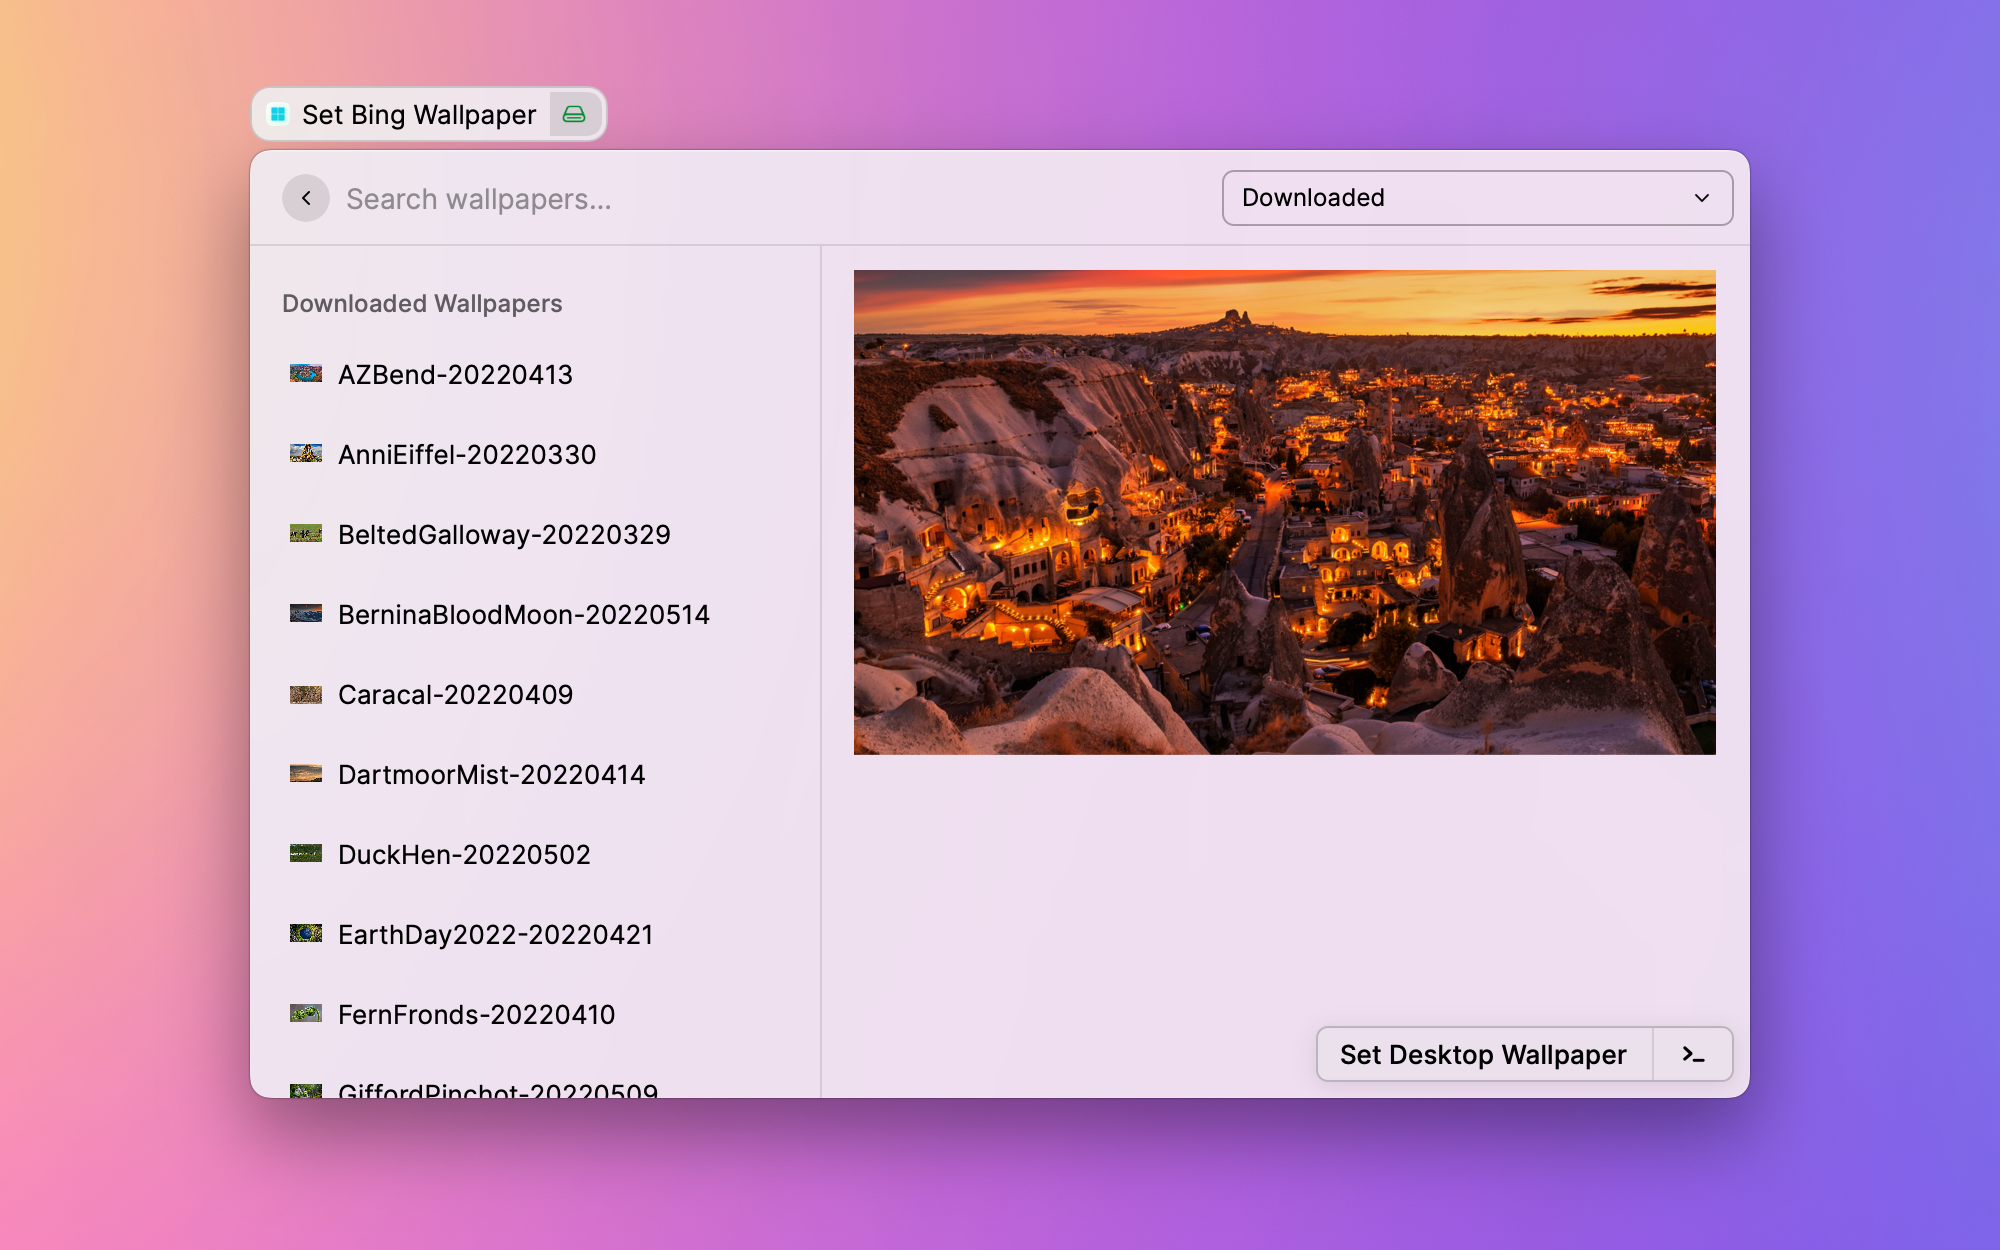 Set Bing Wallpaper
Search wallpapers...
Downloaded
Downloaded Wallpapers
AZBend-20220413
AnniEiffel-20220330
BeltedGalloway-20220329
BerninaBloodMoon-20220514
Caracal-20220409
DartmoorMist-20220414
DuckHen-20220502
EarthDay2022-20220421
FernFronds-20220410
GiffordPinchot-20220509
Set Desktop Wallpaper